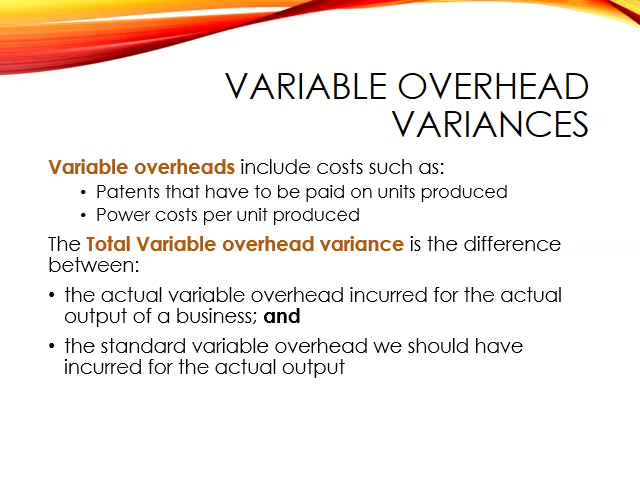 VARIABLE OVERHEAD
VARIANCES
Variable overheads include costs such as:
• Patents that have to be paid on units produced
• Power costs per unit produced
The Total Variable overhead variance is the difference
between:
• the actual variable overhead incurred for the actual
output of a business; and
• the standard variable overhead we should have
incurred for the actual output